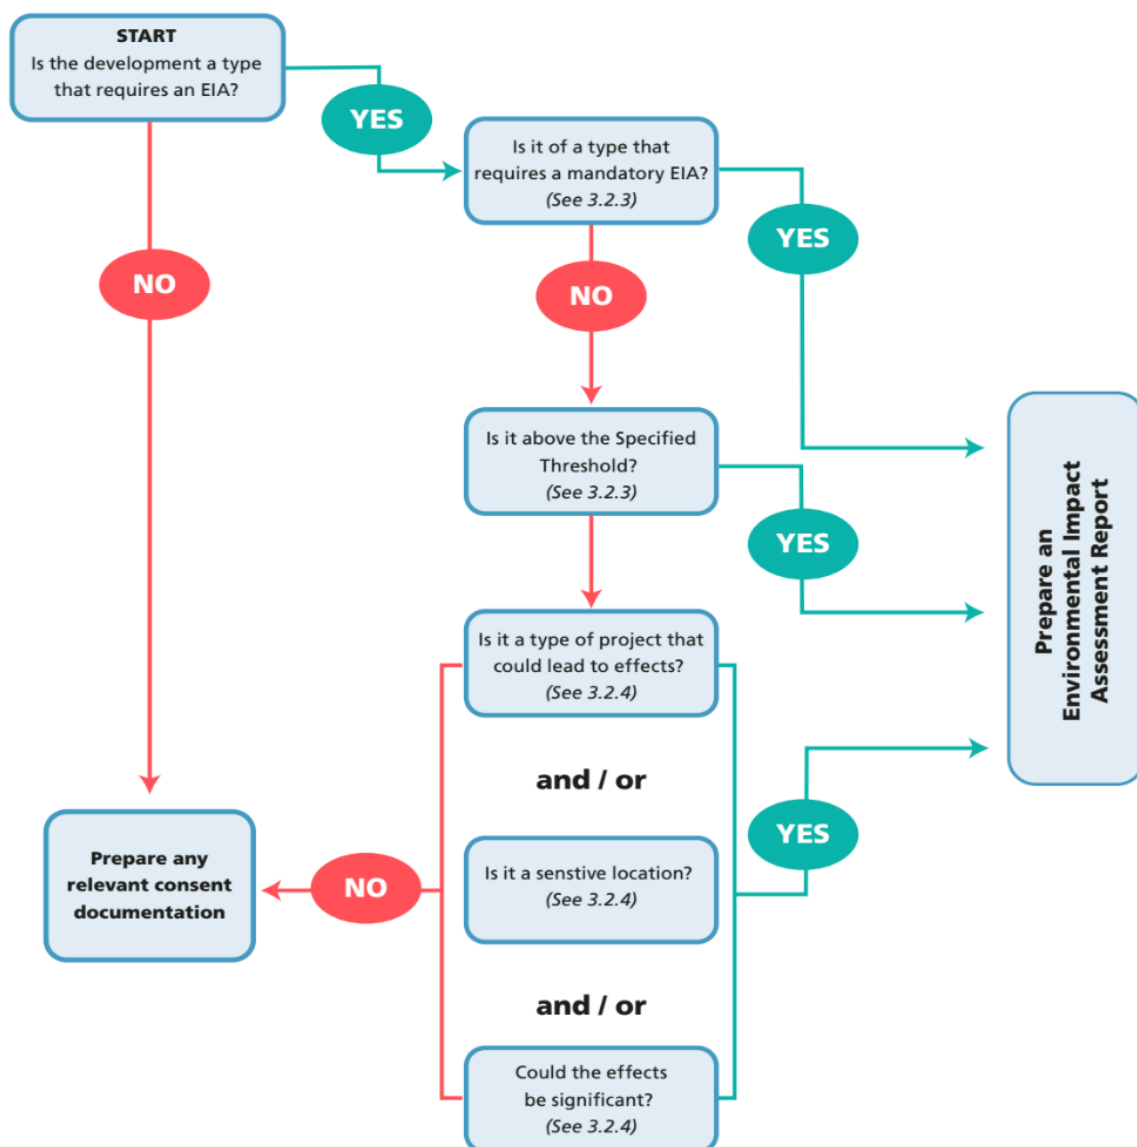 START
Is the development a type
that requires an EIA?
YES
Is it of a type that
requires a mandatory EIA?
(See 3.2.3)
YES
NO
NO
Is it above the Specified
Threshold?
(See 3.2.3)
YES
Prepare an
Environmental Impact
Assessment Report
Is it a type of project that
could lead to effects?
(See 3.2.4)
and / or
YES
Prepare any
relevant consent
documentation
NO
Is it a senstive location?
(See 3.2.4)
and / or
Could the effects
be significant?
(See 3.2.4)